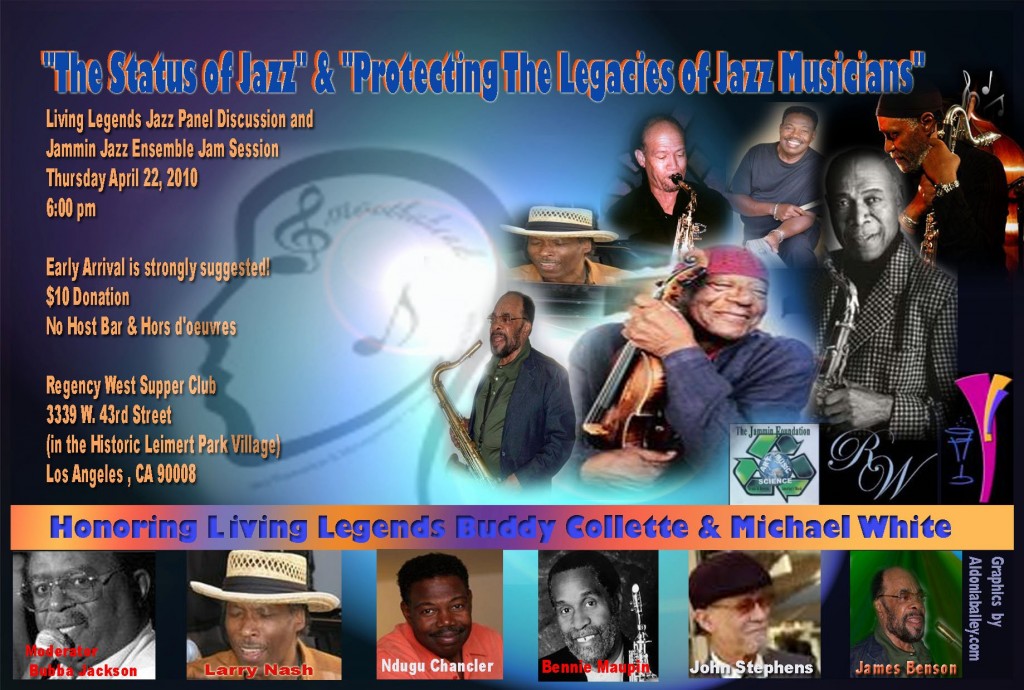 "The Status of Jazz" & "Protecting The Legacies of Jazz Musicians"
Living Legends Jazz Panel Discussion and
Jammin Jazz Ensemble Jam Session
Thursday April 22, 2010
6:00 pm
Early Arrival is strongly suggested!
$10 Donation
No Host Bar & Hors d'oeuvres
Regency West Supper Club
3339 W. 43rd Street
(in the Historic Leimert Park Village)
Los Angeles , CA 90008
The Jammin Foundation
SCIENCE
RW
Honoring Living Legends Buddy Collette & Michael White
Moderator
Bubba Jackson
Larry Nash
Ndugu Chancler
Bennie Maupin
John Stephens
James Benson
Graphics by
Aldoniabailey.com